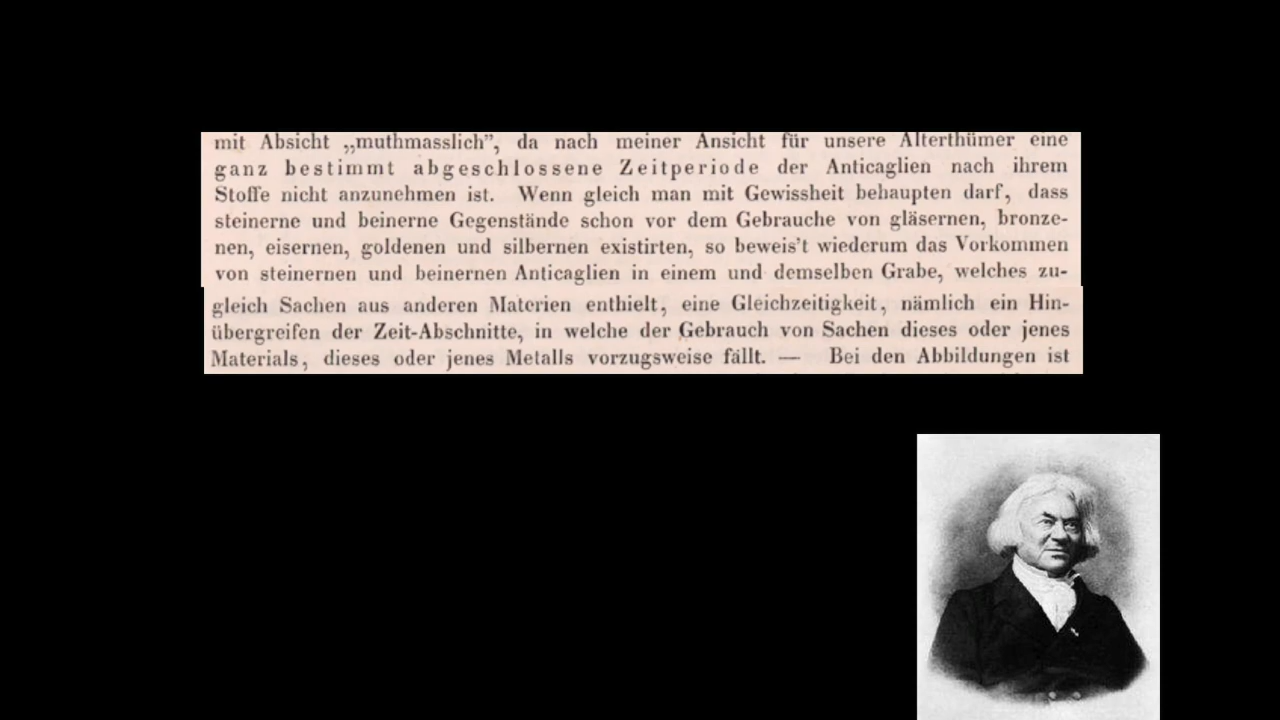 mit Absicht „muthmasslich”, da nach meiner Ansicht für unsere Alterthümer eine
ganz bestimmt abgeschlossene Zeitperiode der Anticaglien nach ihrem
Stoffe nicht anzunehmen ist. Wenn gleich man mit Gewissheit behaupten darf, dass
steinerne und beinerne Gegenstände schon vor dem Gebrauche von gläsernen, bronze-
nen, eisernen, goldenen und silbernen existirten, so beweis't wiederum das Vorkommen
von steinernen und beinernen Anticaglien in einem und demselben Grabe, welches zu-
gleich Sachen aus anderen Materien enthielt, eine Gleichzeitigkeit, nämlich ein Hin-
übergreifen der Zeit-Abschnitte, in welche der Gebrauch von Sachen dieses oder jenes
Materials, dieses oder jenes Metalls vorzugsweise fällt. — Bei den Abbildungen ist